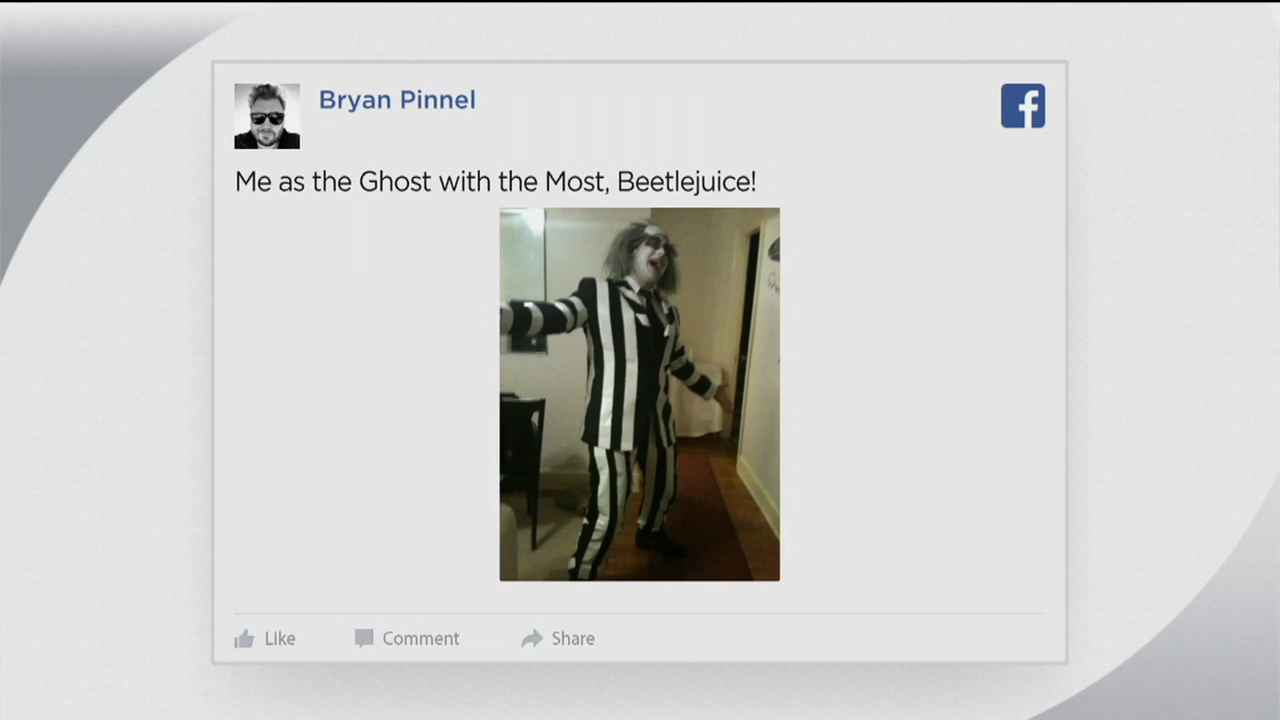 Bryan Pinnel
Me as the Ghost with the Most, Beetlejuice!
Like
Comment
Share